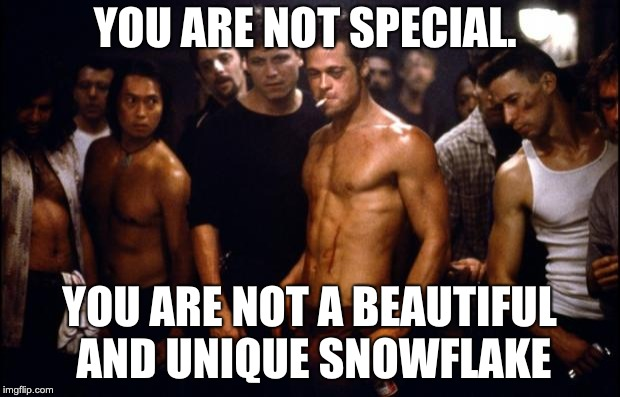 YOU ARE NOT SPECIAL.
YOU ARE NOT A BEAUTIFUL
AND UNIQUE SNOWFLAKE
imgflip.com